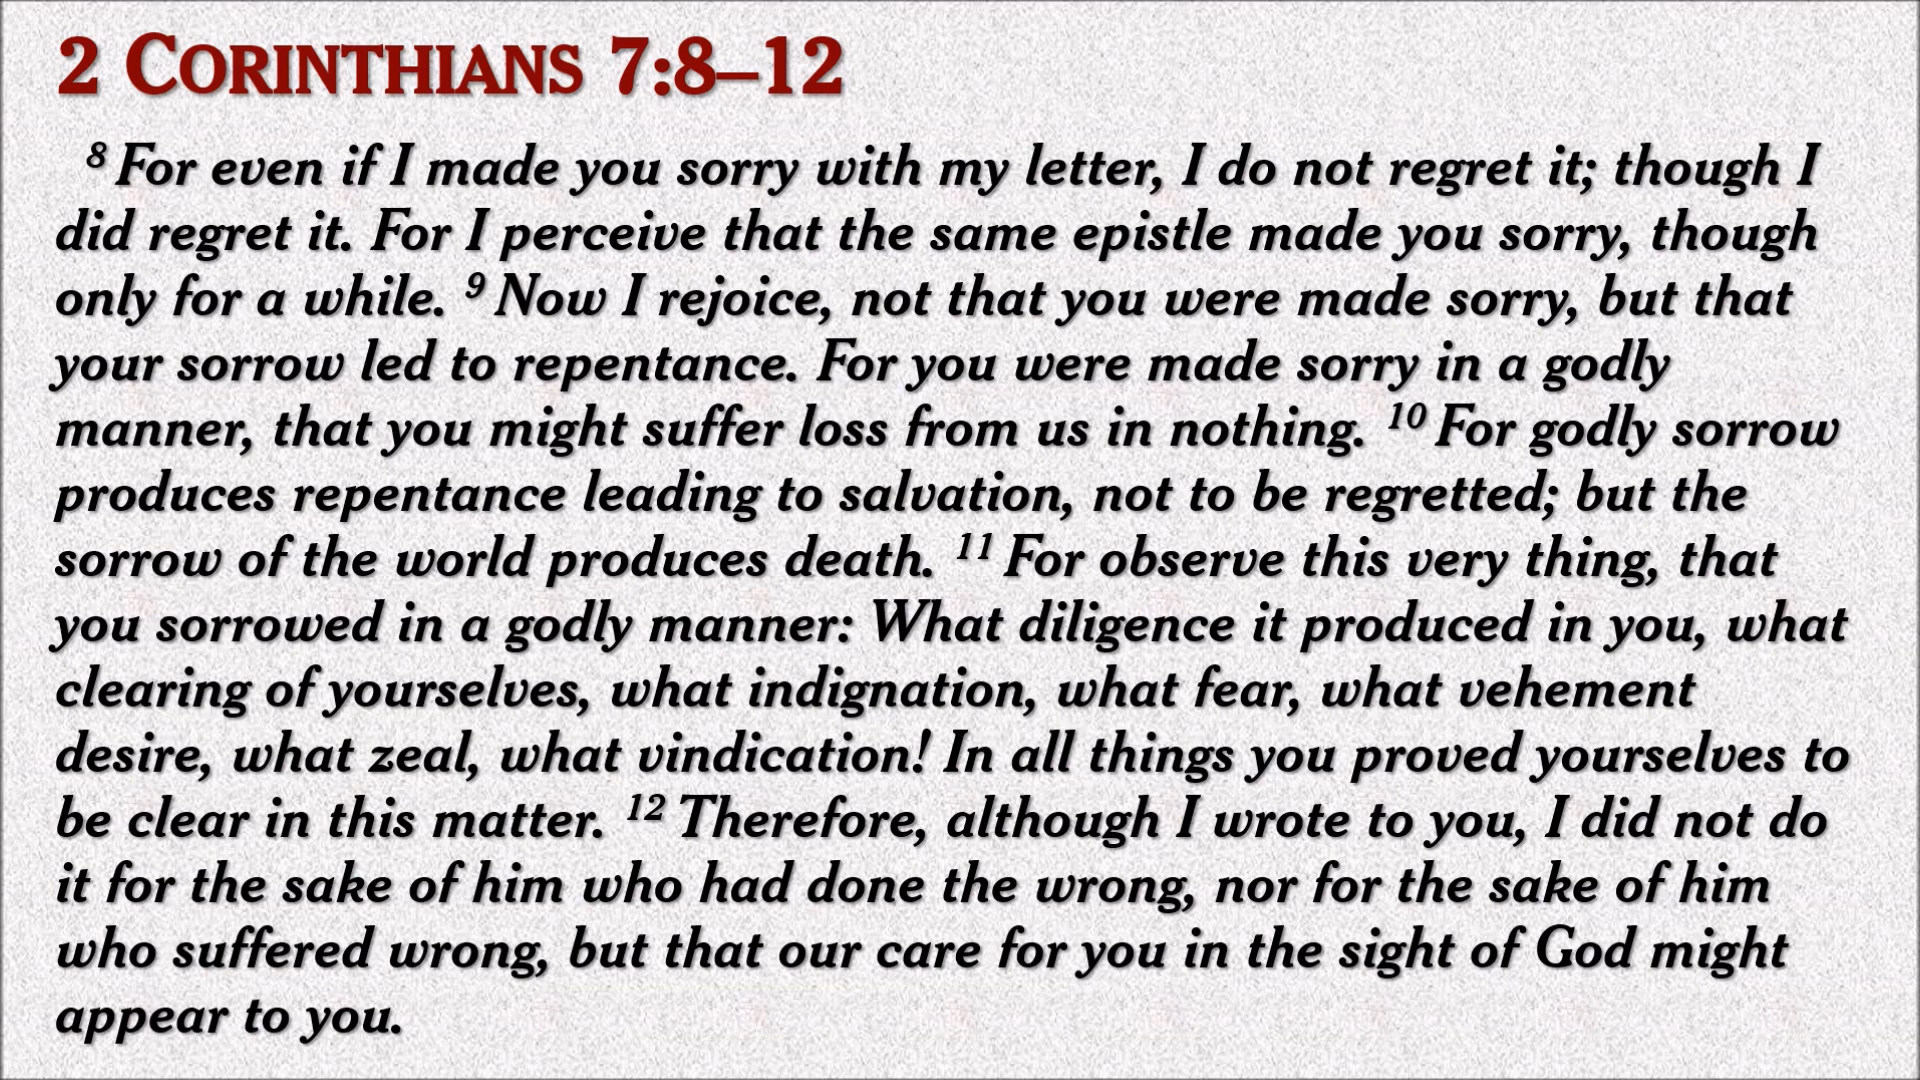 2 CORINTHIANS 7:8–12
8 For even if I made you sorry with my letter, I do not regret it; though I
did regret it. For I perceive that the same epistle made you sorry, though
only for a while. 9 Now I rejoice, not that you were made sorry, but that
your sorrow led to repentance. For you were made sorry in a godly
manner, that you might suffer loss from us in nothing. 10 For godly sorrow
produces repentance leading to salvation, not to be regretted; but the
sorrow of the world produces death. 11 For observe this very thing, that
you sorrowed in a godly manner: What diligence it produced in you, what
clearing of yourselves, what indignation, what fear, what vehement
desire, what zeal, what vindication! In all things you proved yourselves to
be clear in this matter. 12 Therefore, although I wrote to you, I did not do
it for the sake of him who had done the wrong, nor for the sake of him
who suffered wrong, but that our care for you in the sight of God might
appear to you.